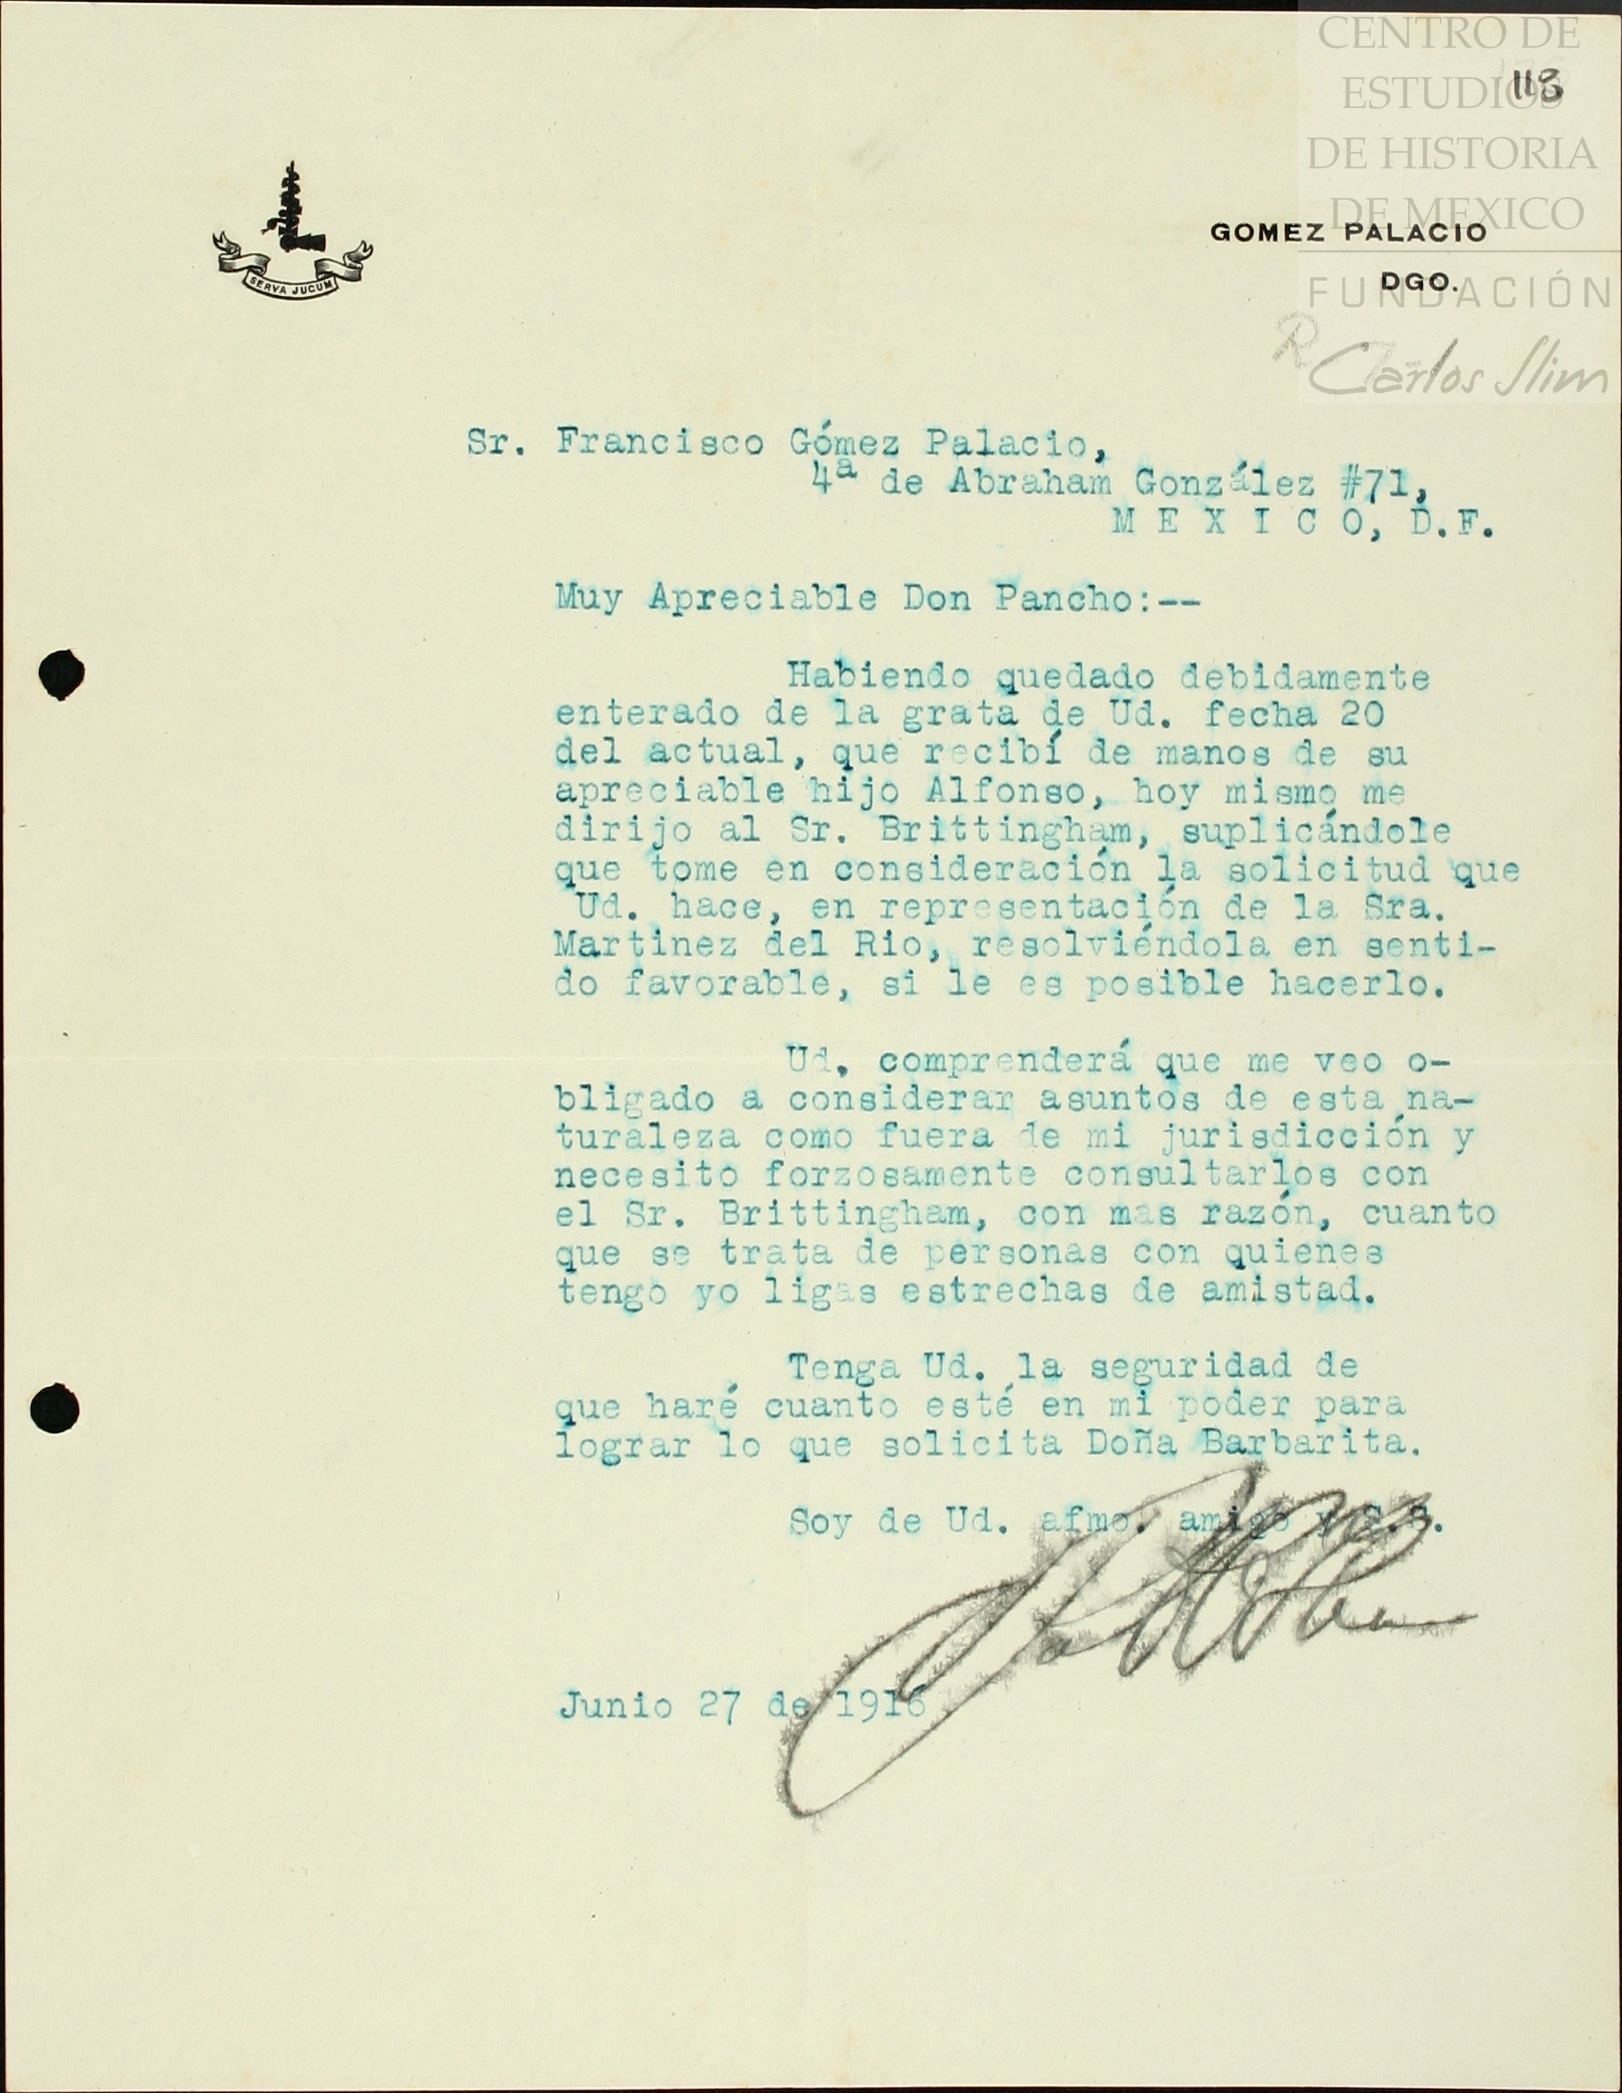 CENTRO DE
ESTUDIOS
DE HISTORIA
DE MEXICO
FUNDACIÓN
Carlos Slim
113
SERVA JUGUM
GOMEZ PALACIO
DGO.
R
Sr. Francisco Gómez Palacio,
4ª de Abraham González #71,
M E X I C O, D.F.
Muy Apreciable Don Pancho:--
Habiendo quedado debidamente
enterado de la grata de Ud. fecha 20
del actual, que recibí de manos de su
apreciable hijo Alfonso, hoy mismo me
dirijo al Sr. Brittingham, suplicándole
que tome en consideración la solicitud que
Ud. hace, en representación de la Sra.
Martinez del Rio, resolviéndola en senti-
do favorable, si le es posible hacerlo.
Ud. comprenderá que me veo o-
bligado a considerar asuntos de esta na-
turaleza como fuera de mi jurisdicción y
necesito forzosamente consultarlos con
el Sr. Brittingham, con mas razón, cuanto
que se trata de personas con quienes
tengo yo ligas estrechas de amistad.
Tenga Ud. la seguridad de
que haré cuanto esté en mi poder para
lograr lo que solicita Doña Barbarita.
Soy de Ud. afmo. amigo y S.S.
Junio 27 de 1916